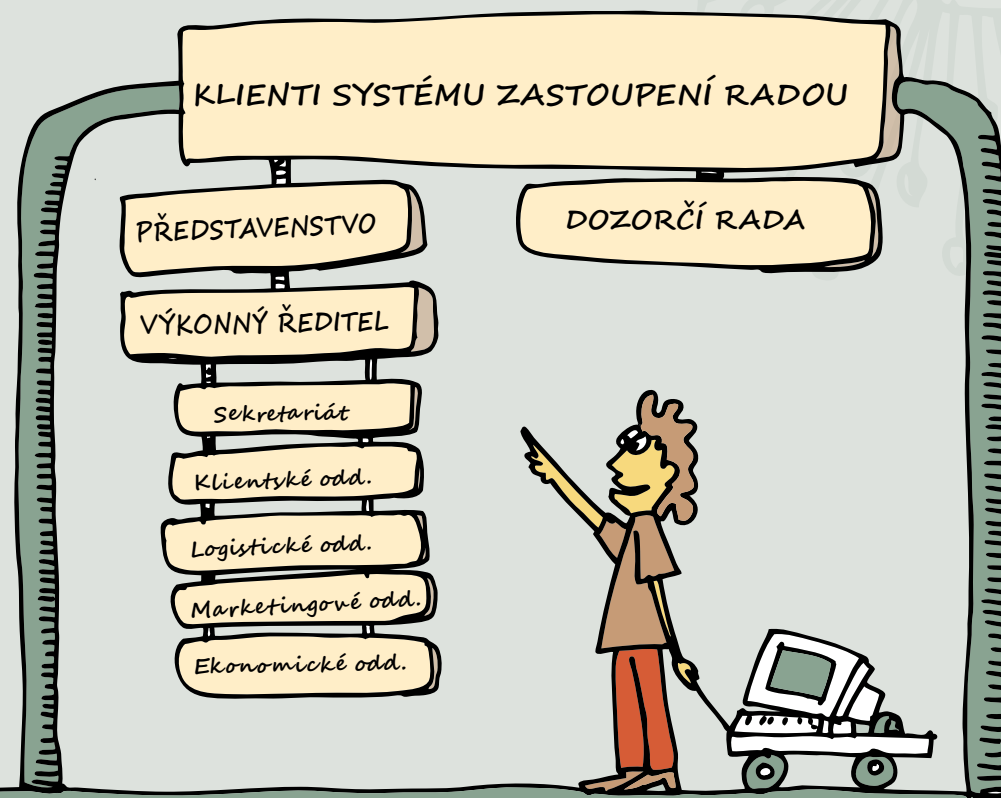 KLIENTI SYSTÉMU ZASTOUPENÍ RADOU
PŘEDSTAVENSTVO
DOZORČÍ RADA
VÝKONNÝ ŘEDITEL
Sekretariát
Klientské odd.
Logistické odd.
Marketingové odd.
Ekonomické odd.